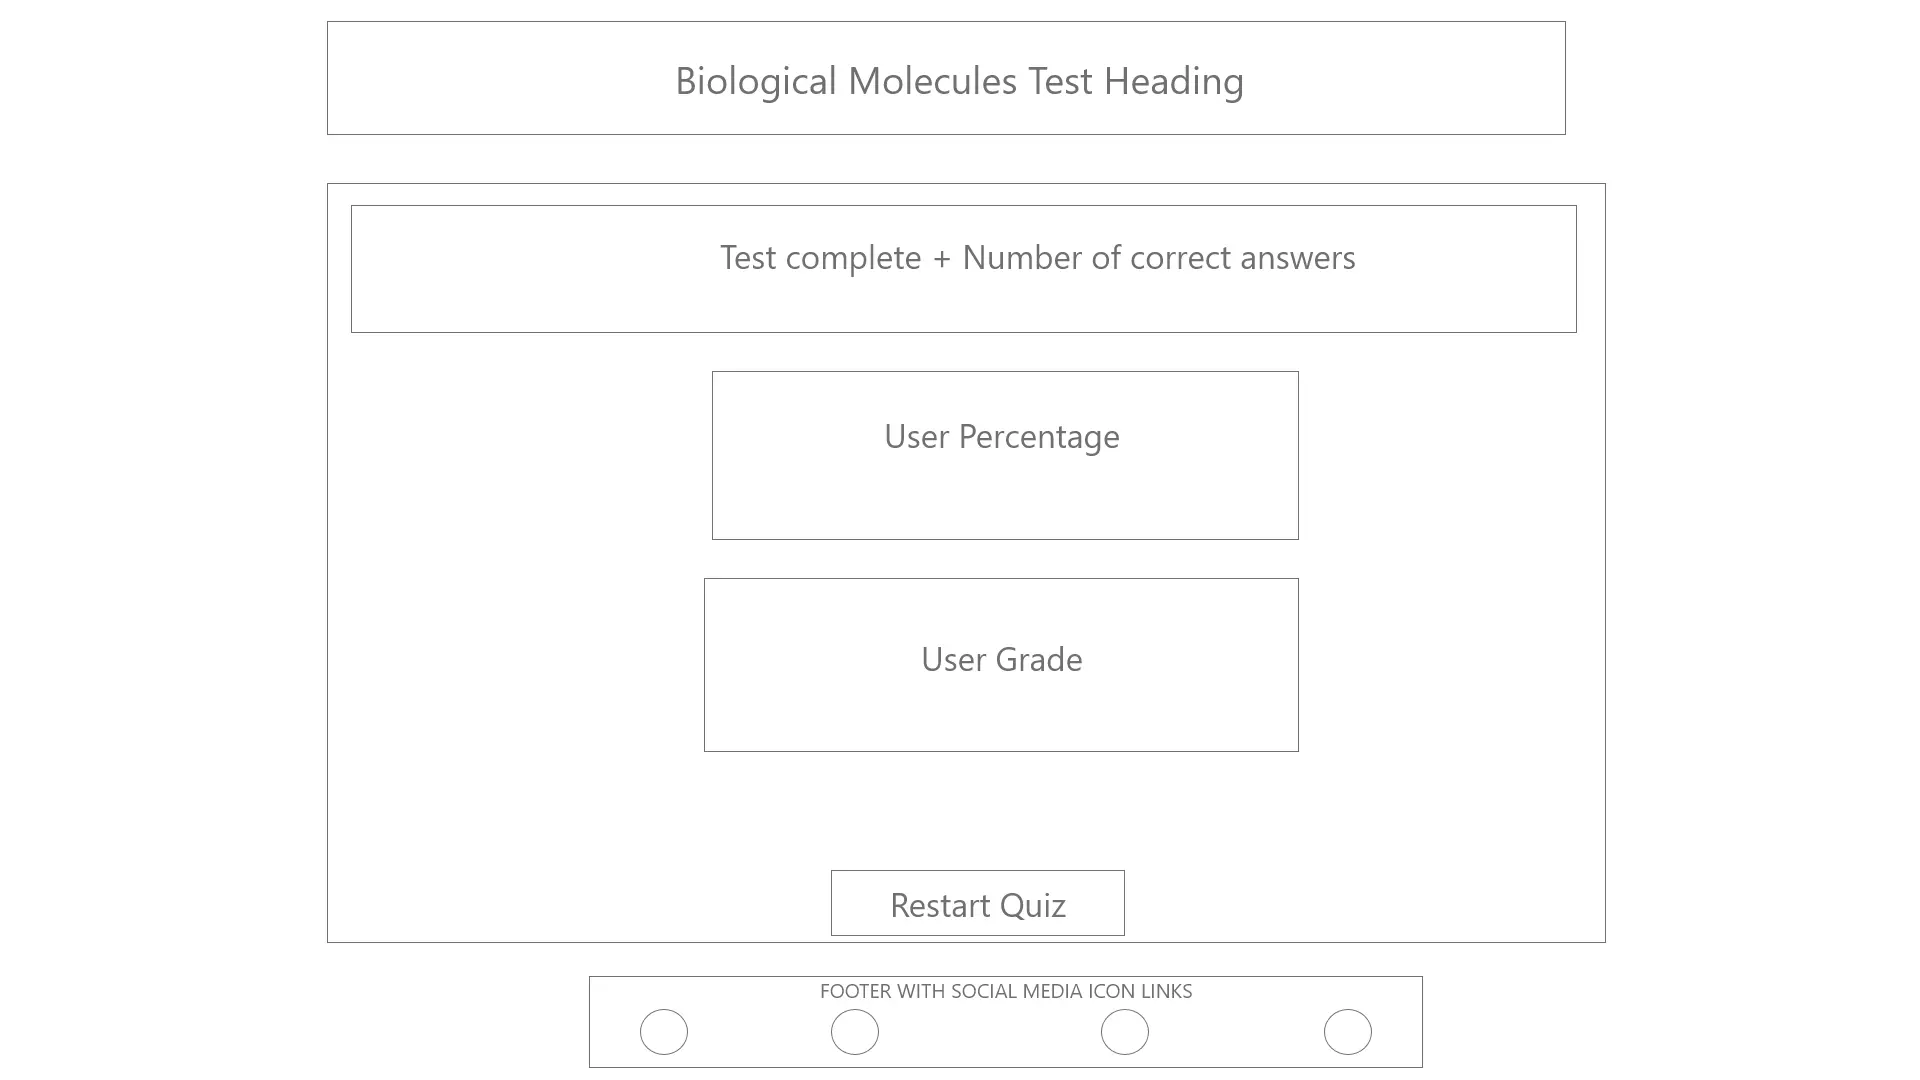 Biological Molecules Test Heading
Test complete + Number of correct answers
User Percentage
User Grade
Restart Quiz
FOOTER WITH SOCIAL MEDIA ICON LINKS